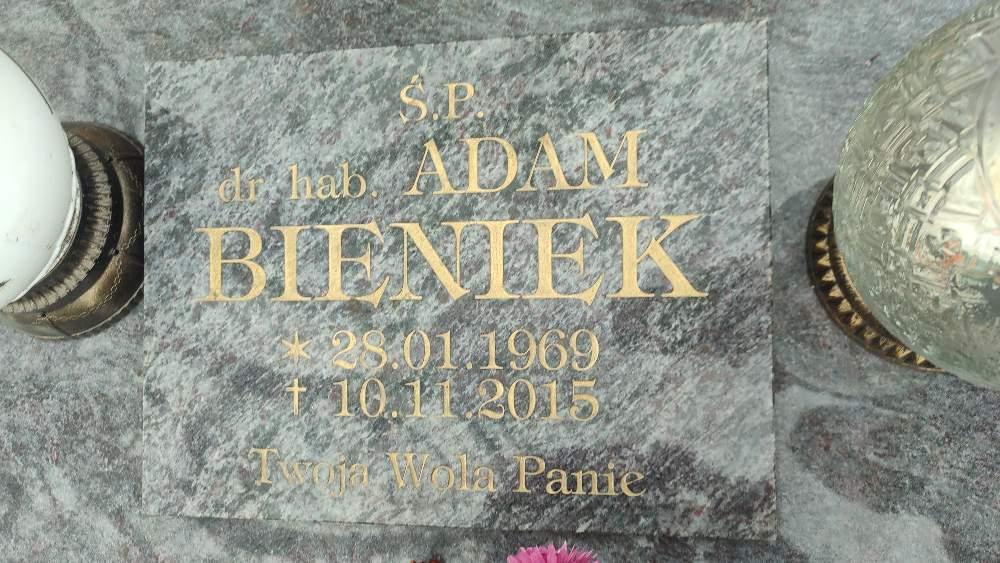 Ś.P.
dr hab. ADAM
BIENIEK
* 28.01.1969
† 10.11.2015
Twoja Wola Panie